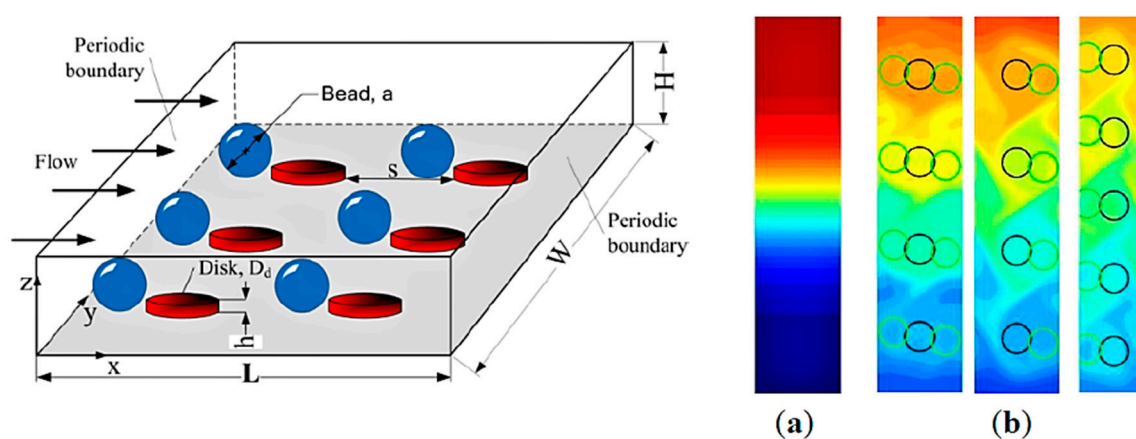 Periodic
boundary
Bead, a
H
Flow
s
Periodic
boundary
W
Disk, Dd
z
y
h
x
L
(a)
(b)